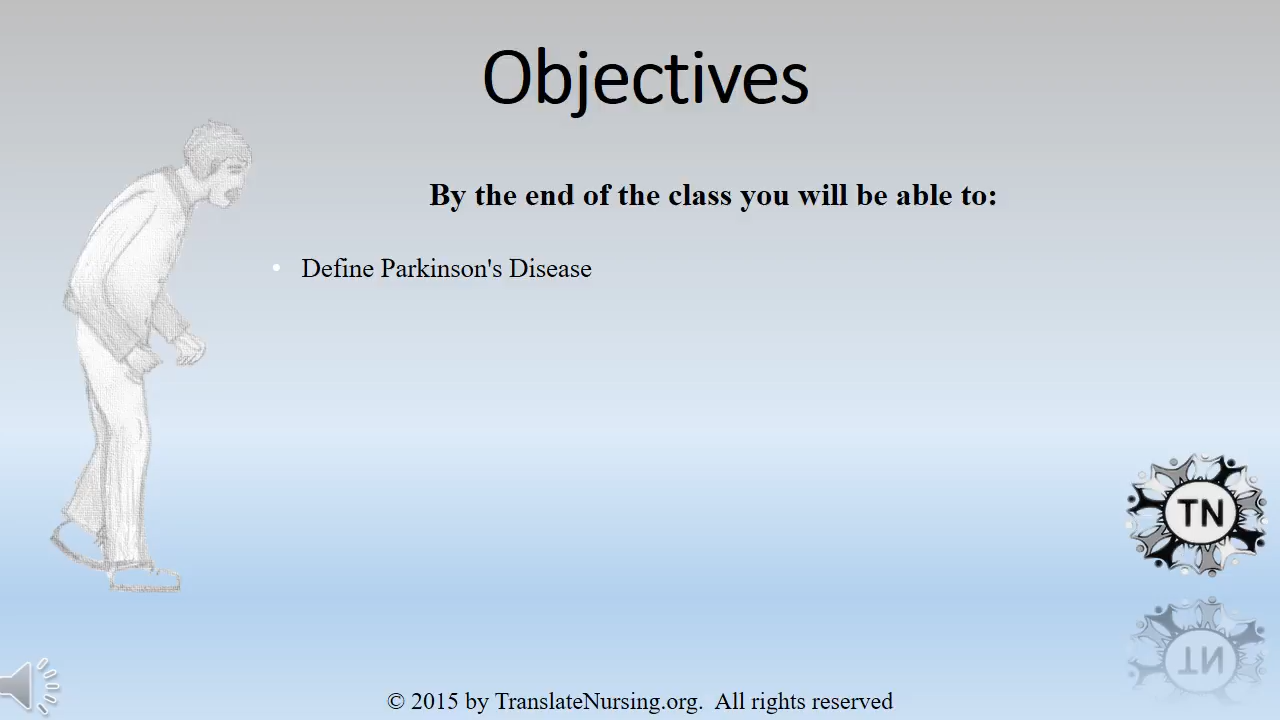 Objectives
By the end of the class you will be able to:
• Define Parkinson's Disease
TN
© 2015 by TranslateNursing.org.  All rights reserved